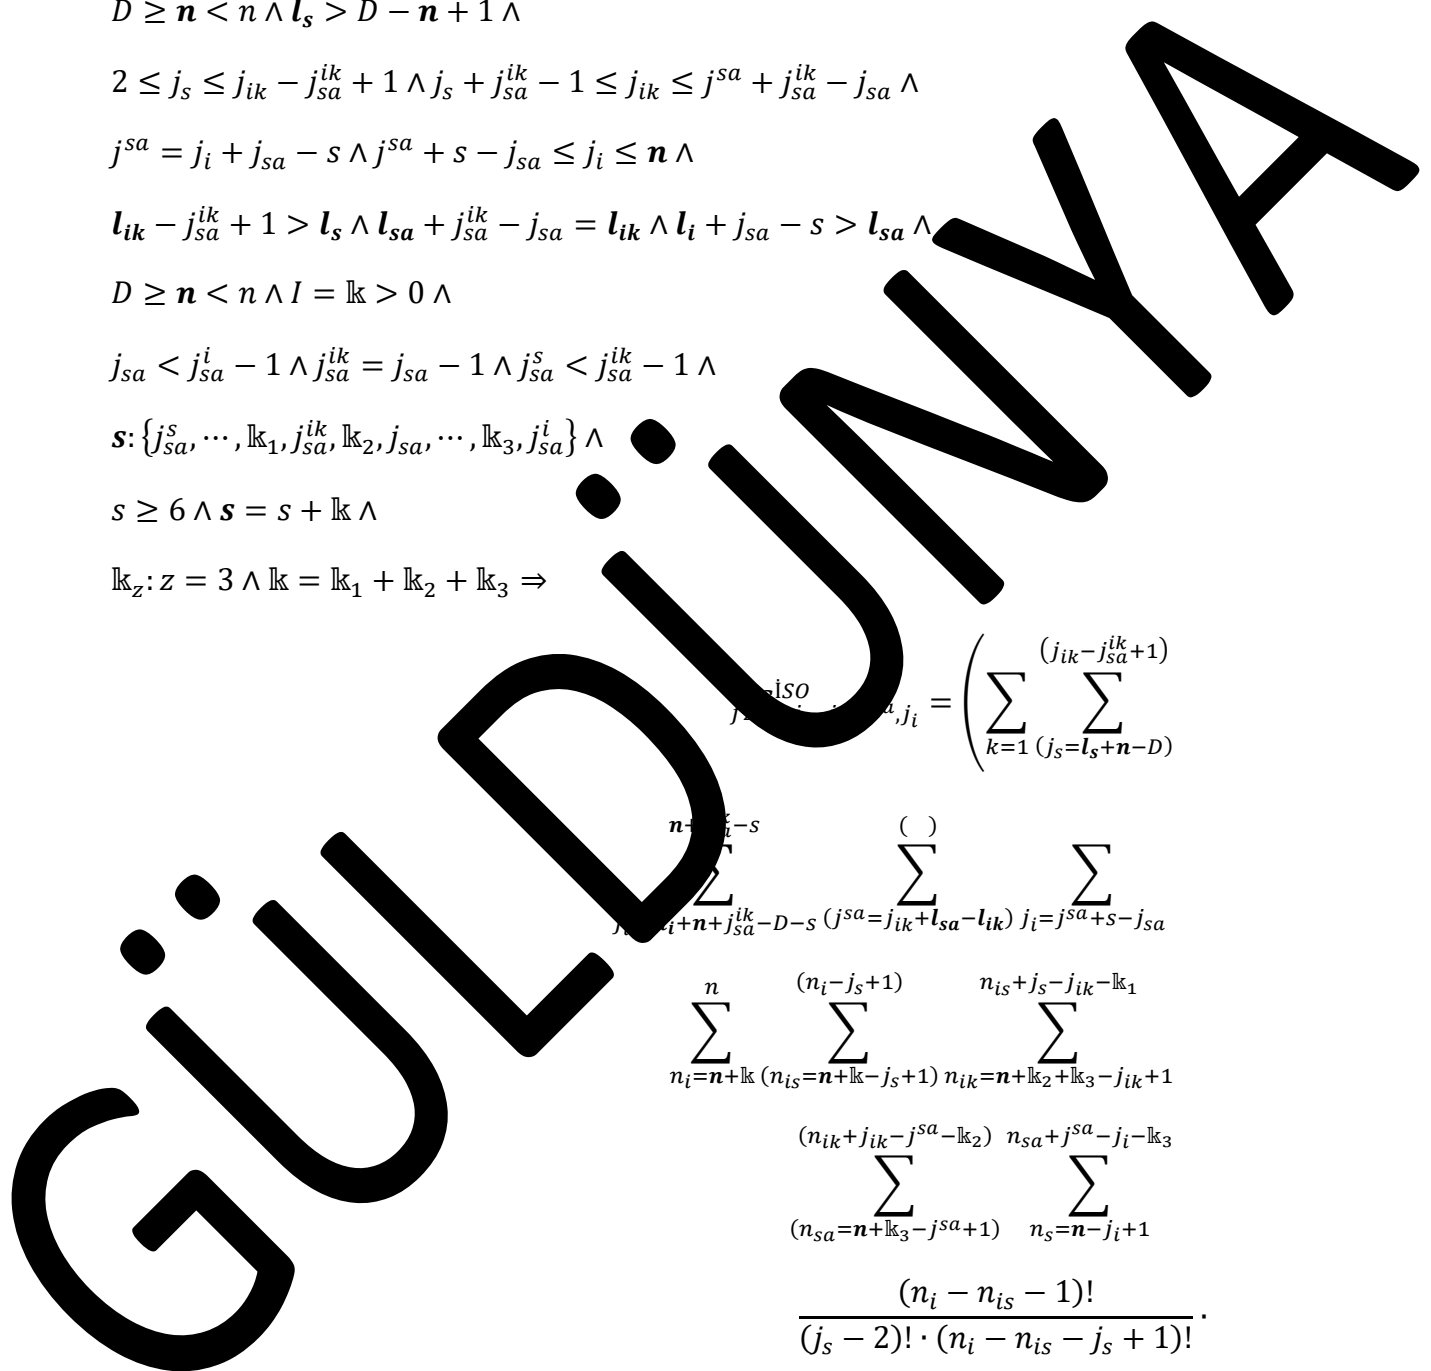 D ≥ n < n ∧ l_s > D − n + 1 ∧
2 ≤ j_s ≤ j_{ik} − j_{sa}^{ik} + 1 ∧ j_s + j_{sa}^{ik} − 1 ≤ j_{ik} ≤ j^{sa} + j_{sa}^{ik} − j_{sa} ∧
j^{sa} = j_i + j_{sa} − s ∧ j^{sa} + s − j_{sa} ≤ j_i ≤ n ∧
l_{ik} − j_{sa}^{ik} + 1 > l_s ∧ l_{sa} + j_{sa}^{ik} − j_{sa} = l_{ik} ∧ l_i + j_{sa} − s > l_{sa} ∧
D ≥ n < n ∧ I = 𝕜 > 0 ∧
j_{sa} < j_{sa}^{i} − 1 ∧ j_{sa}^{ik} = j_{sa} − 1 ∧ j_{sa}^{s} < j_{sa}^{ik} − 1 ∧
s: {j_{sa}^{s}, ⋯, 𝕜_1, j_{sa}^{ik}, 𝕜_2, j_{sa}, ⋯, 𝕜_3, j_{sa}^{i}} ∧
s ≥ 6 ∧ s = s + 𝕜 ∧
𝕜_z: z = 3 ∧ 𝕜 = 𝕜_1 + 𝕜_2 + 𝕜_3 ⇒
İSO ,j_i = ( ∑_{k=1} ∑_{(j_s=l_s+n−D)}^{(j_{ik}−j_{sa}^{ik}+1)}
∑ −s +n+j_{sa}^{ik}−D−s ∑_{(j^{sa}=j_{ik}+l_{sa}−l_{ik})}^{( )} ∑_{j_i=j^{sa}+s−j_{sa}}
∑_{n_i=n+𝕜}^{n} ∑_{(n_{is}=n+𝕜−j_s+1)}^{(n_i−j_s+1)} ∑_{n_{ik}=n+𝕜_2+𝕜_3−j_{ik}+1}^{n_{is}+j_s−j_{ik}−𝕜_1}
∑_{(n_{sa}=n+𝕜_3−j^{sa}+1)}^{(n_{ik}+j_{ik}−j^{sa}−𝕜_2)} ∑_{n_s=n−j_i+1}^{n_{sa}+j^{sa}−j_i−𝕜_3}
(n_i − n_{is} − 1)!
(j_s − 2)! · (n_i − n_{is} − j_s + 1)! ·
GÜLDÜNYA